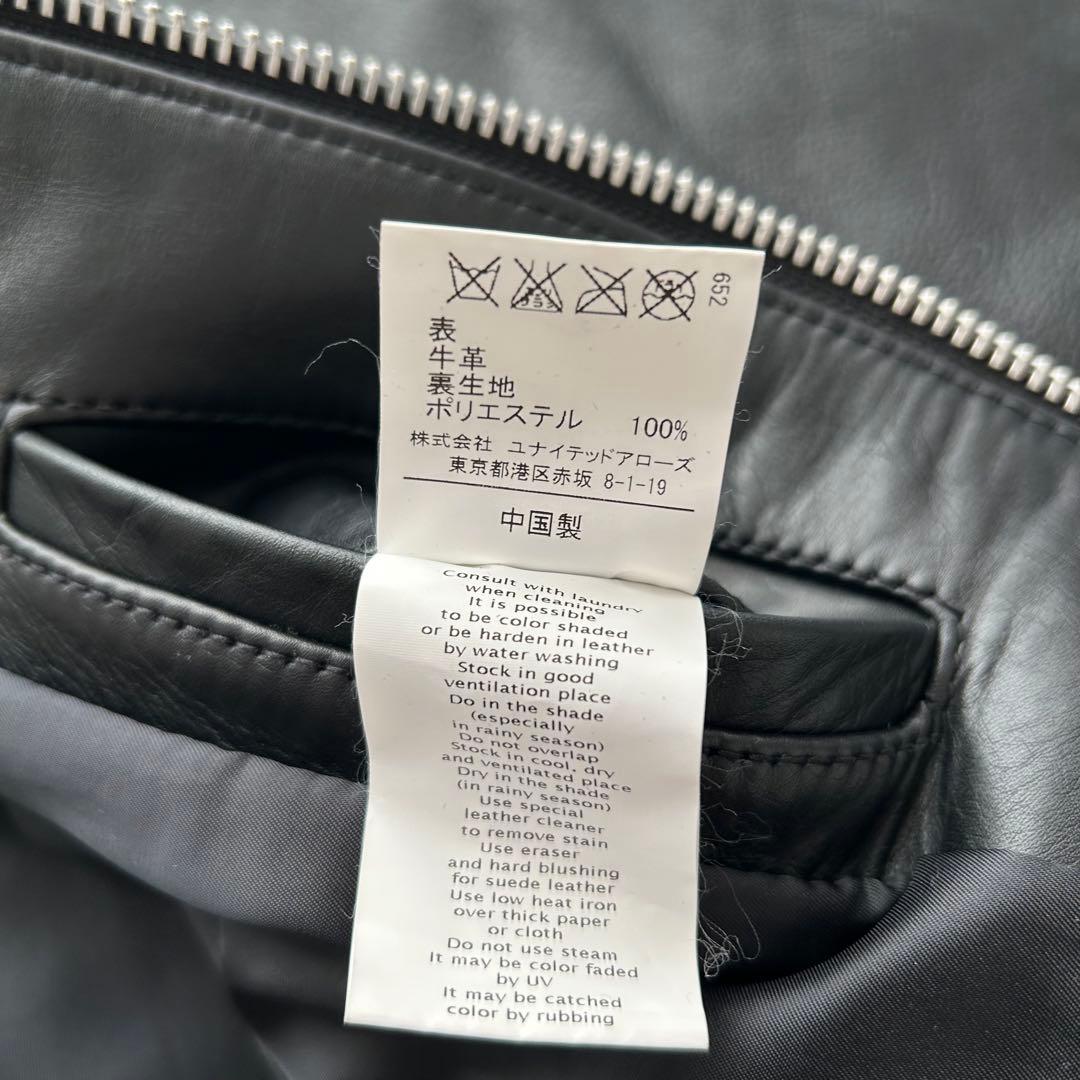 652
表
牛革
裏生地
ポリエステル 100%
株式会社 ユナイテッドアローズ
東京都港区赤坂 8-1-19
中国製
Consult with laundry
when cleaning
It is possible
to be color shaded
or be harden in leather
by water washing
Stock in good
ventilation place
Do in the shade
(especially
in rainy season)
Do not overlap
Stock in cool, dry
and ventilated place
Dry in the shade
(in rainy season)
Use special
leather cleaner
to remove stain
Use eraser
and hard blushing
for suede leather
Use low heat iron
over thick paper
or cloth
Do not use steam
It may be color faded
by UV
It may be catched
color by rubbing